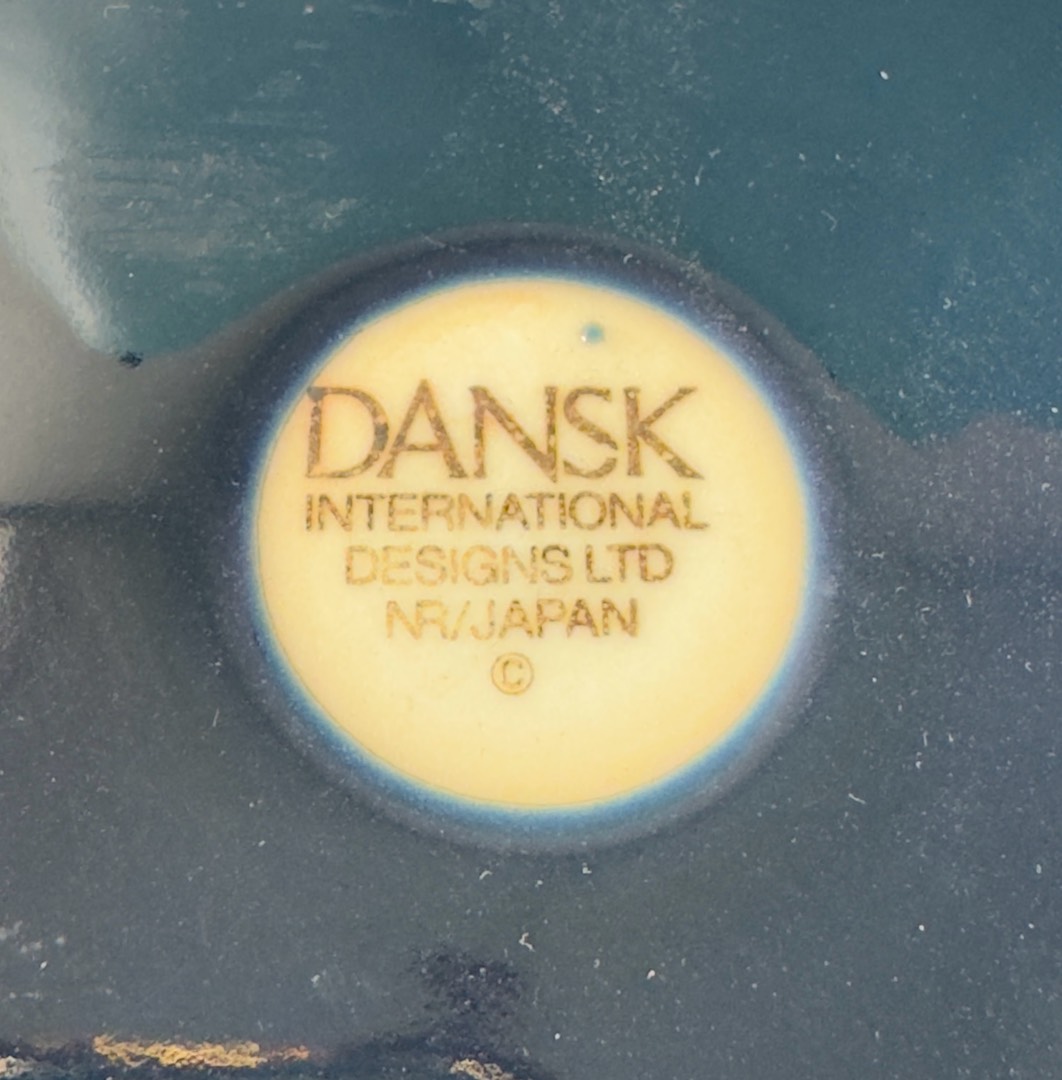 DANSK
INTERNATIONAL
DESIGNS LTD
NR/JAPAN
©